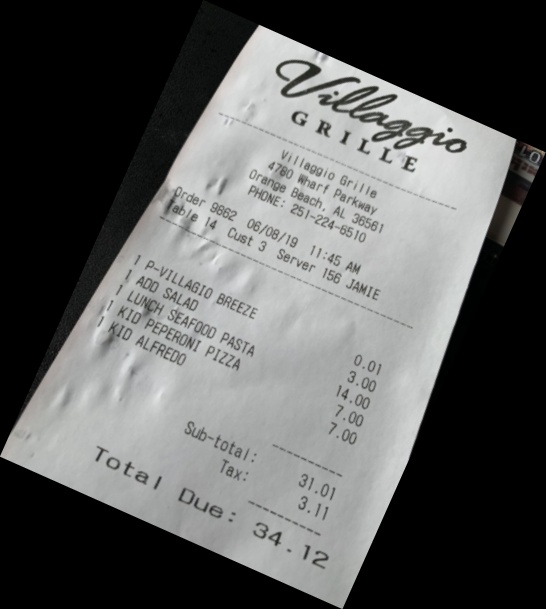 Villaggio
GRILLE
Villaggio Grille
4780 Wharf Parkway
Orange Beach, AL 36561
PHONE: 251-224-6510
Order 9862 06/08/19 11:45 AM
Table 14 Cust 3 Server 156 JAMIE
1 P-VILLAGIO BREEZE 0.01
1 ADD SALAD 3.00
1 LUNCH SEAFOOD PASTA 14.00
1 KID PEPERONI PIZZA 7.00
1 KID ALFREDO 7.00
Sub-total: 31.01
Tax: 3.11
Total Due: 34.12